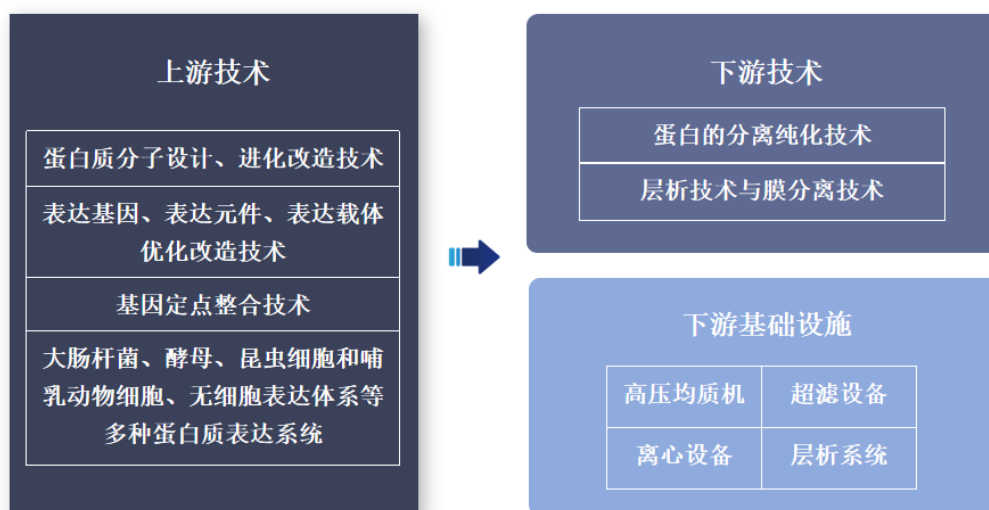 上游技术
蛋白质分子设计、进化改造技术
表达基因、表达元件、表达载体
优化改造技术
基因定点整合技术
大肠杆菌、酵母、昆虫细胞和哺
乳动物细胞、无细胞表达体系等
多种蛋白质表达系统
下游技术
蛋白的分离纯化技术
层析技术与膜分离技术
下游基础设施
高压均质机
超滤设备
离心设备
层析系统